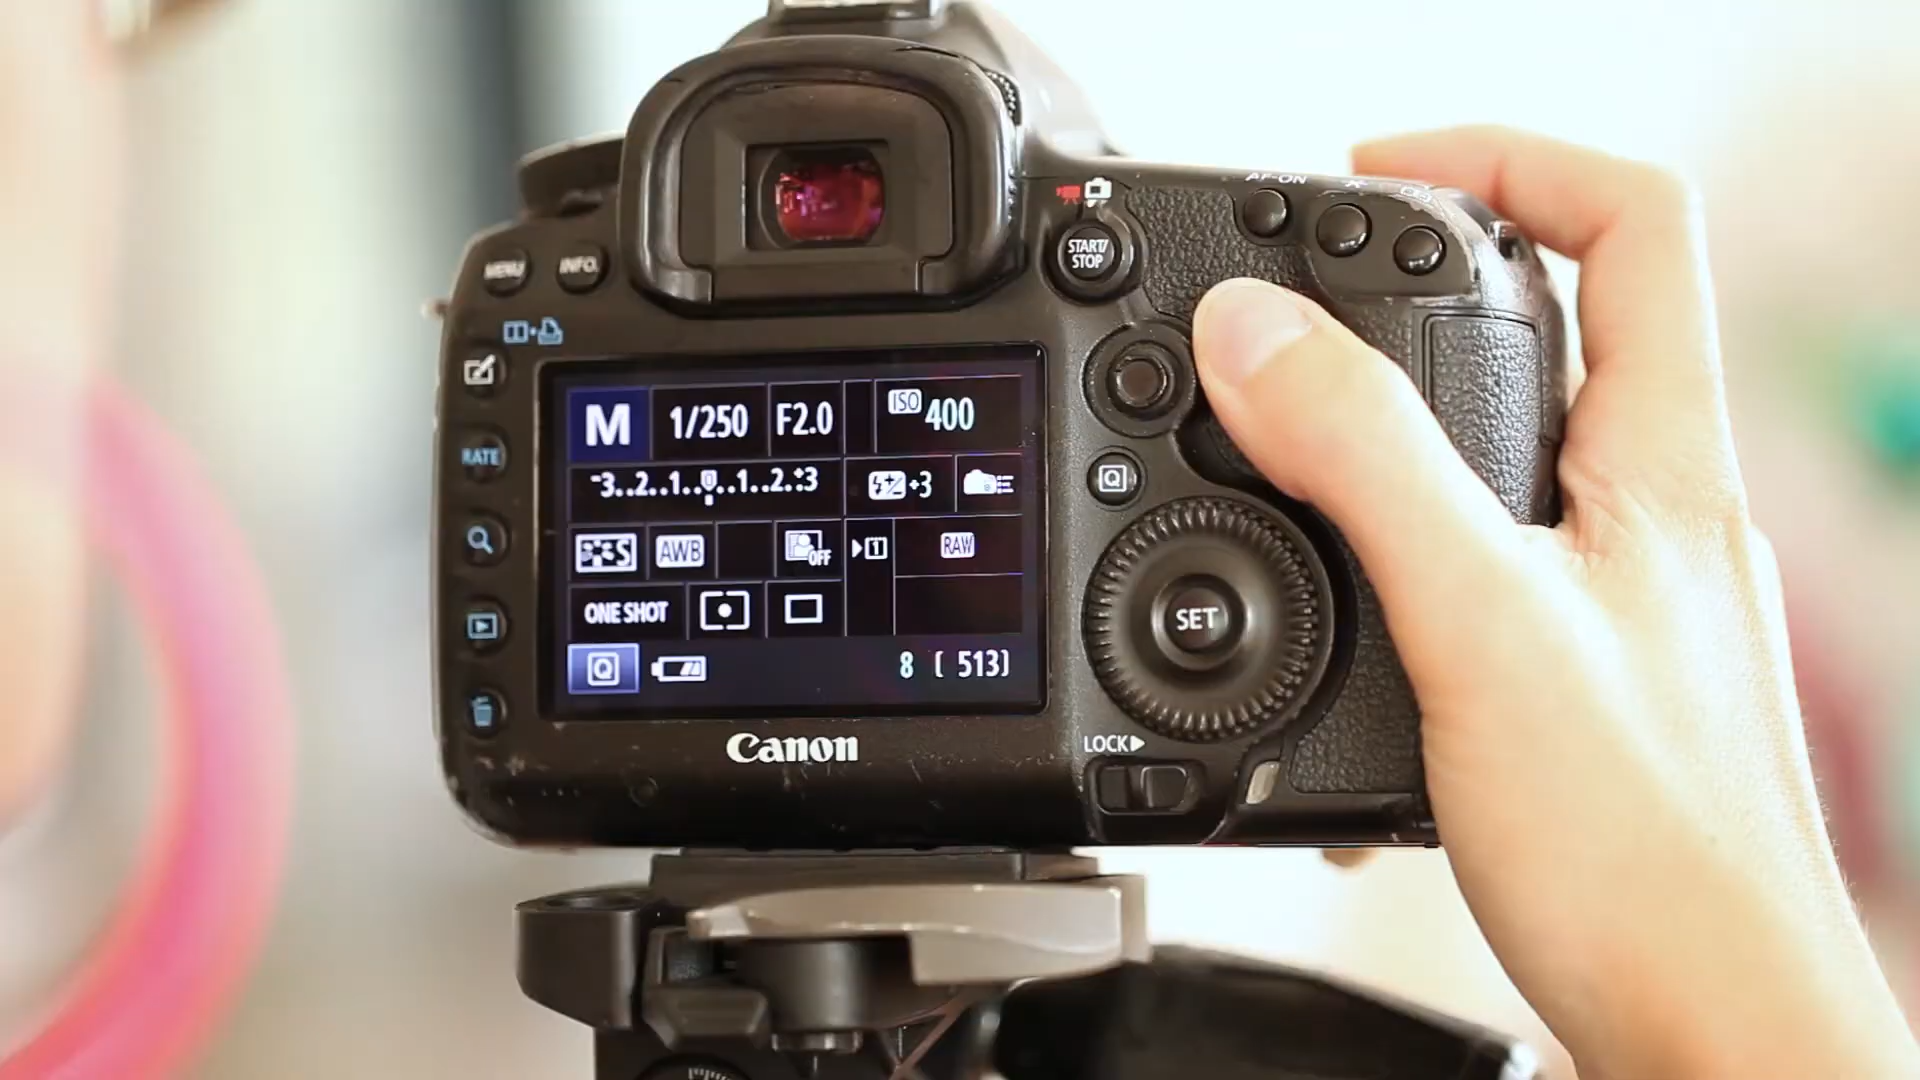 AF-ON
START/
STOP
MENU INFO.
RATE
M 1/250 F2.0 ISO 400
-3..2..1..0..1..2..+3 +3
S AWB OFF 1 RAW
ONE SHOT
Q 8 [ 513]
Q
SET
LOCK▶
Canon